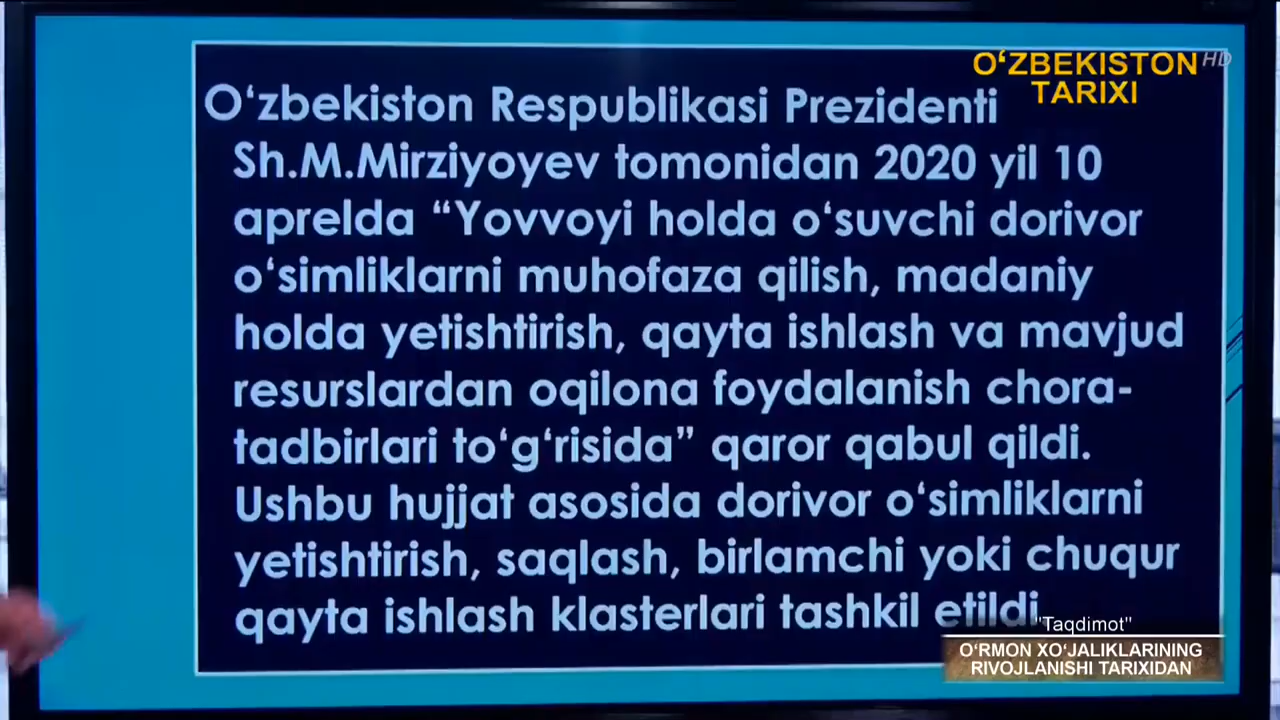 O‘ZBEKISTON HD
TARIXI
O‘zbekiston Respublikasi Prezidenti
Sh.M.Mirziyoyev tomonidan 2020 yil 10
aprelda “Yovvoyi holda o‘suvchi dorivor
o‘simliklarni muhofaza qilish, madaniy
holda yetishtirish, qayta ishlash va mavjud
resurslardan oqilona foydalanish chora-
tadbirlari to‘g‘risida” qaror qabul qildi.
Ushbu hujjat asosida dorivor o‘simliklarni
yetishtirish, saqlash, birlamchi yoki chuqur
qayta ishlash klasterlari tashkil etildi
"Taqdimot"
O‘RMON XO‘JALIKLARINING
RIVOJLANISHI TARIXIDAN